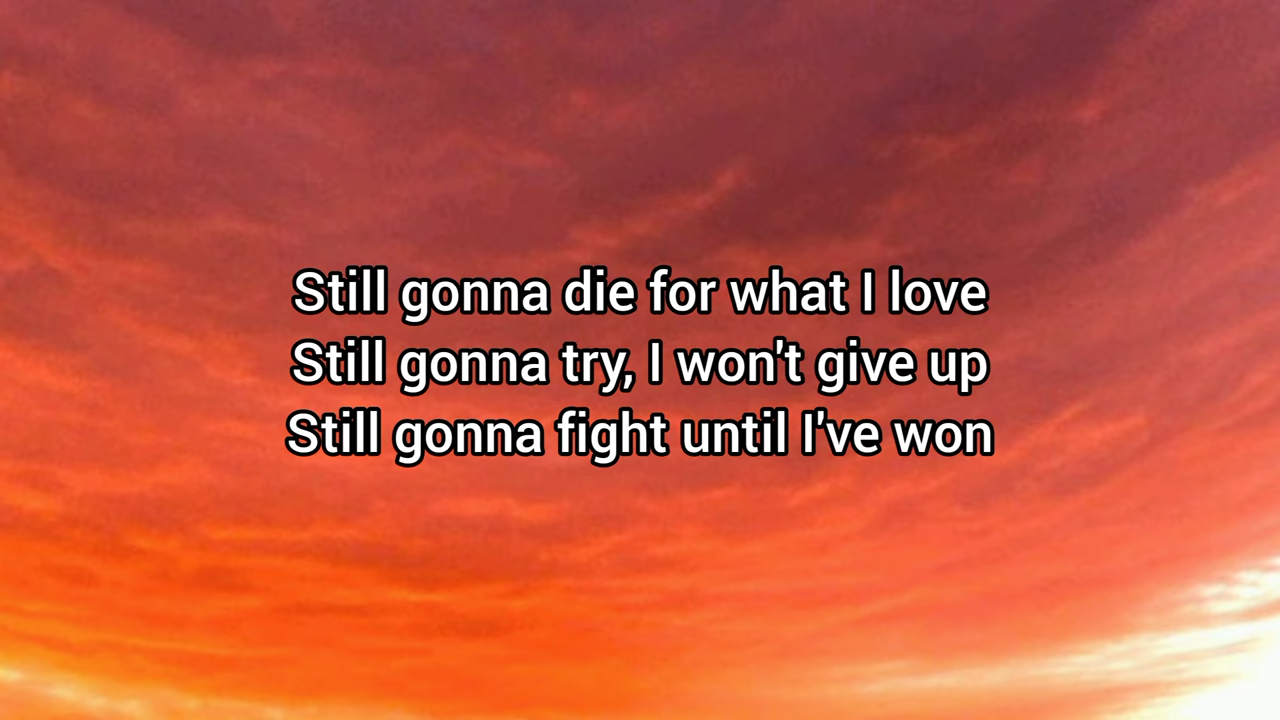 Still gonna die for what I love
Still gonna try, I won't give up
Still gonna fight until I've won